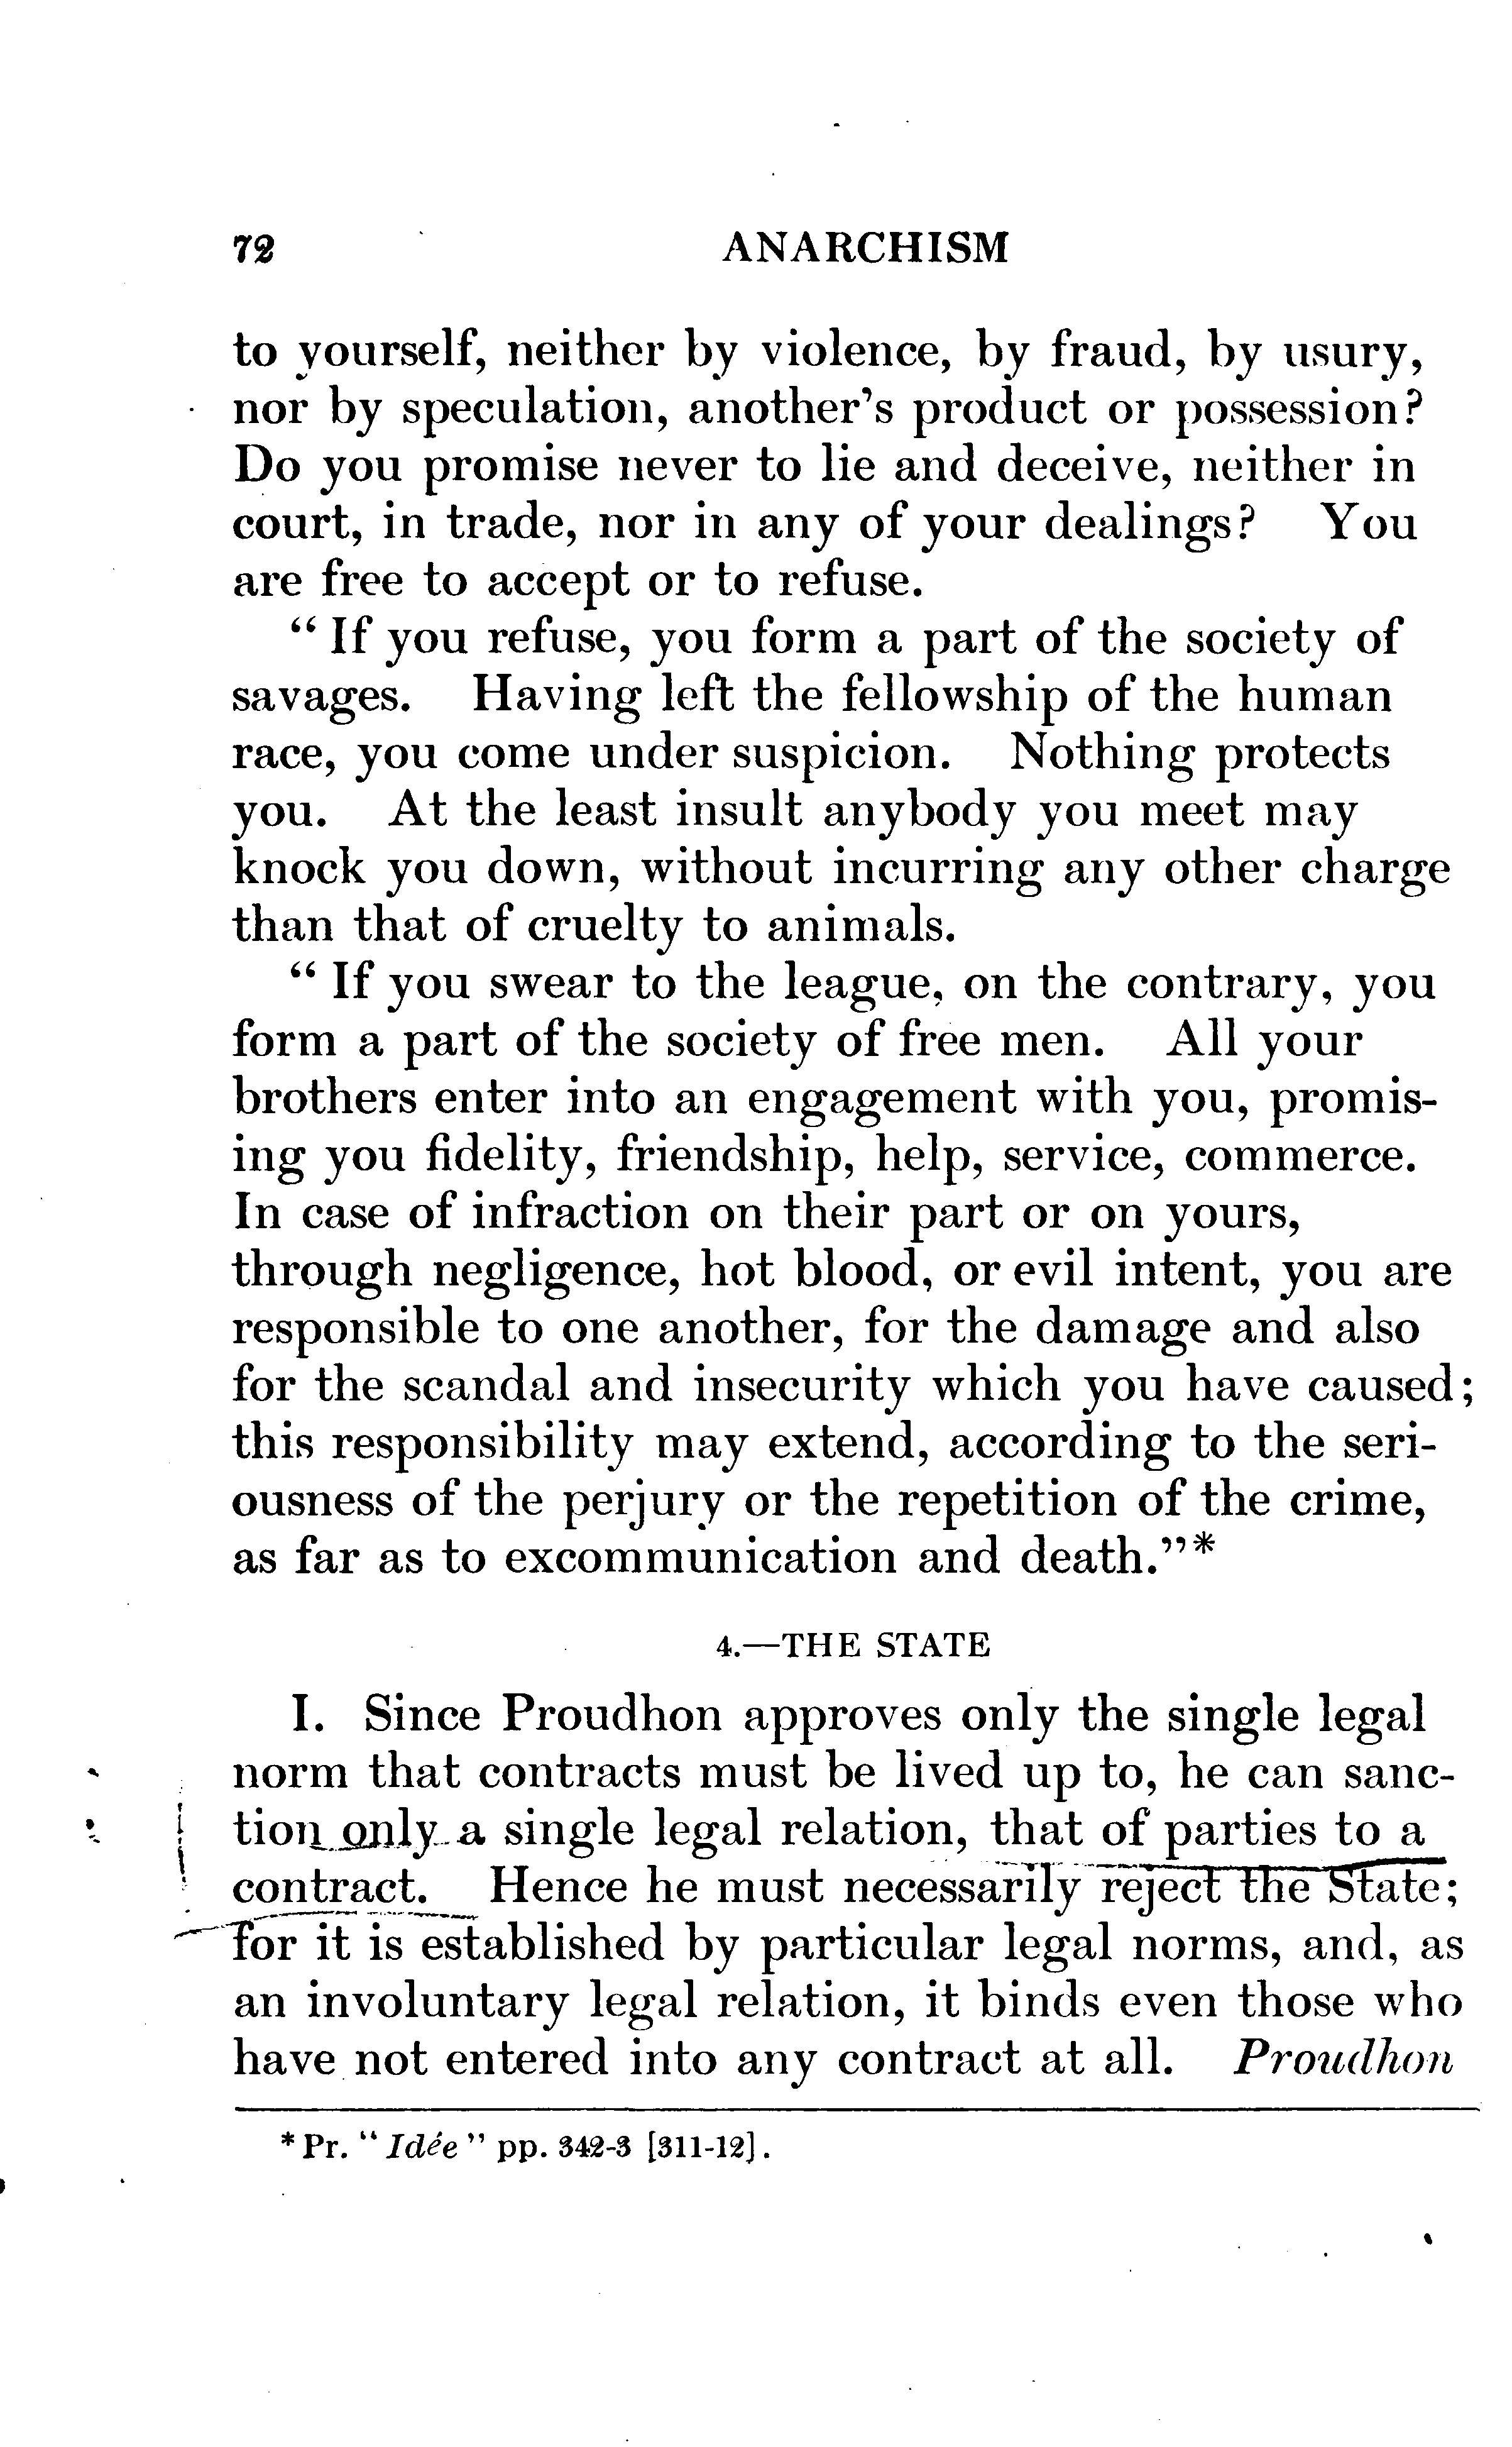 72 ANARCHISM
to yourself, neither by violence, by fraud, by usury,
nor by speculation, another's product or possession?
Do you promise never to lie and deceive, neither in
court, in trade, nor in any of your dealings? You
are free to accept or to refuse.
“ If you refuse, you form a part of the society of
savages. Having left the fellowship of the human
race, you come under suspicion. Nothing protects
you. At the least insult anybody you meet may
knock you down, without incurring any other charge
than that of cruelty to animals.
“ If you swear to the league, on the contrary, you
form a part of the society of free men. All your
brothers enter into an engagement with you, promis-
ing you fidelity, friendship, help, service, commerce.
In case of infraction on their part or on yours,
through negligence, hot blood, or evil intent, you are
responsible to one another, for the damage and also
for the scandal and insecurity which you have caused;
this responsibility may extend, according to the seri-
ousness of the perjury or the repetition of the crime,
as far as to excommunication and death.”*
4.—THE STATE
I. Since Proudhon approves only the single legal
norm that contracts must be lived up to, he can sanc-
tion only a single legal relation, that of parties to a
contract. Hence he must necessarily reject the State;
for it is established by particular legal norms, and, as
an involuntary legal relation, it binds even those who
have not entered into any contract at all. Proudhon
* Pr. “ Idée ” pp. 342-3 [311-12].